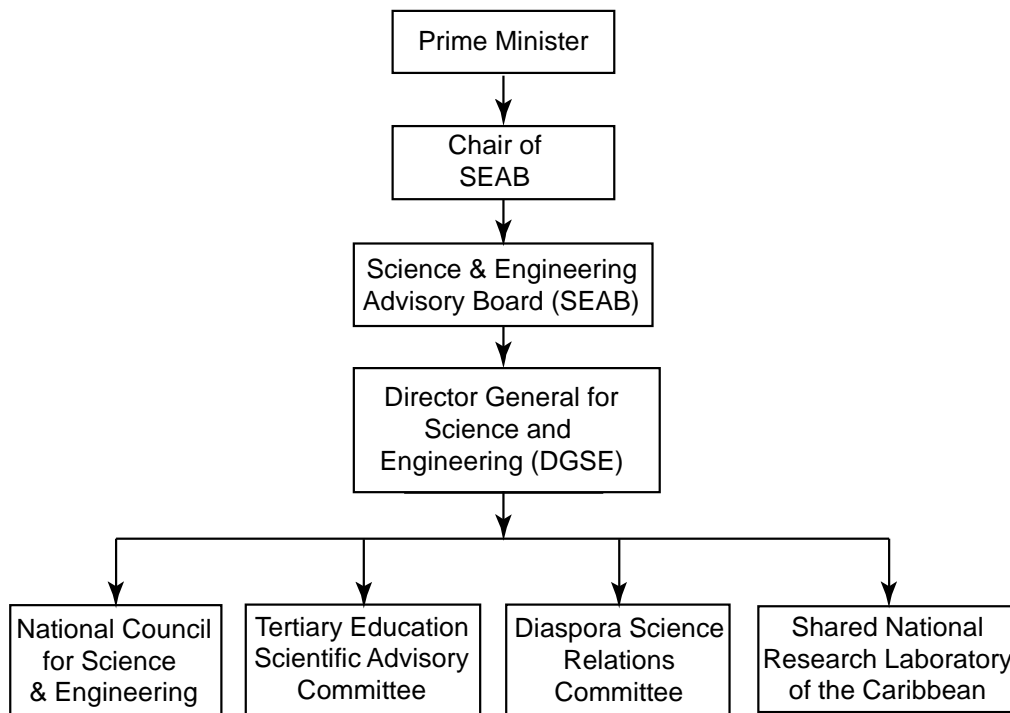 Prime Minister
Chair of
SEAB
Science & Engineering
Advisory Board (SEAB)
Director General for
Science and
Engineering (DGSE)
National Council
for Science
& Engineering
Tertiary Education
Scientific Advisory
Committee
Diaspora Science
Relations
Committee
Shared National
Research Laboratory
of the Caribbean